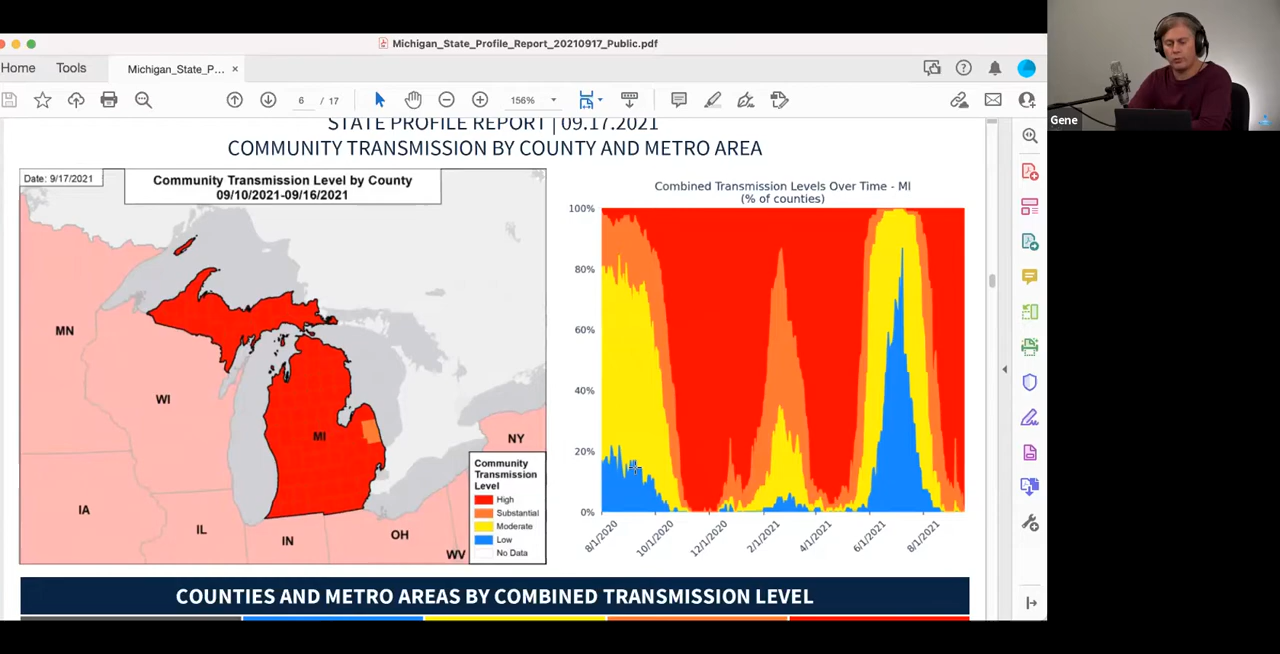 Michigan_State_Profile_Report_20210917_Public.pdf
Home
Tools
Michigan_State_P...
6 / 17
156%
STATE PROFILE REPORT | 09.17.2021
COMMUNITY TRANSMISSION BY COUNTY AND METRO AREA
Date: 9/17/2021
Community Transmission Level by County
09/10/2021-09/16/2021
MN
WI
MI
NY
IA
IL
IN
OH
WV
Community
Transmission
Level
High
Substantial
Moderate
Low
No Data
Combined Transmission Levels Over Time - MI
(% of counties)
100%
80%
60%
40%
20%
0%
8/1/2020
10/1/2020
12/1/2020
2/1/2021
4/1/2021
6/1/2021
8/1/2021
COUNTIES AND METRO AREAS BY COMBINED TRANSMISSION LEVEL
Gene